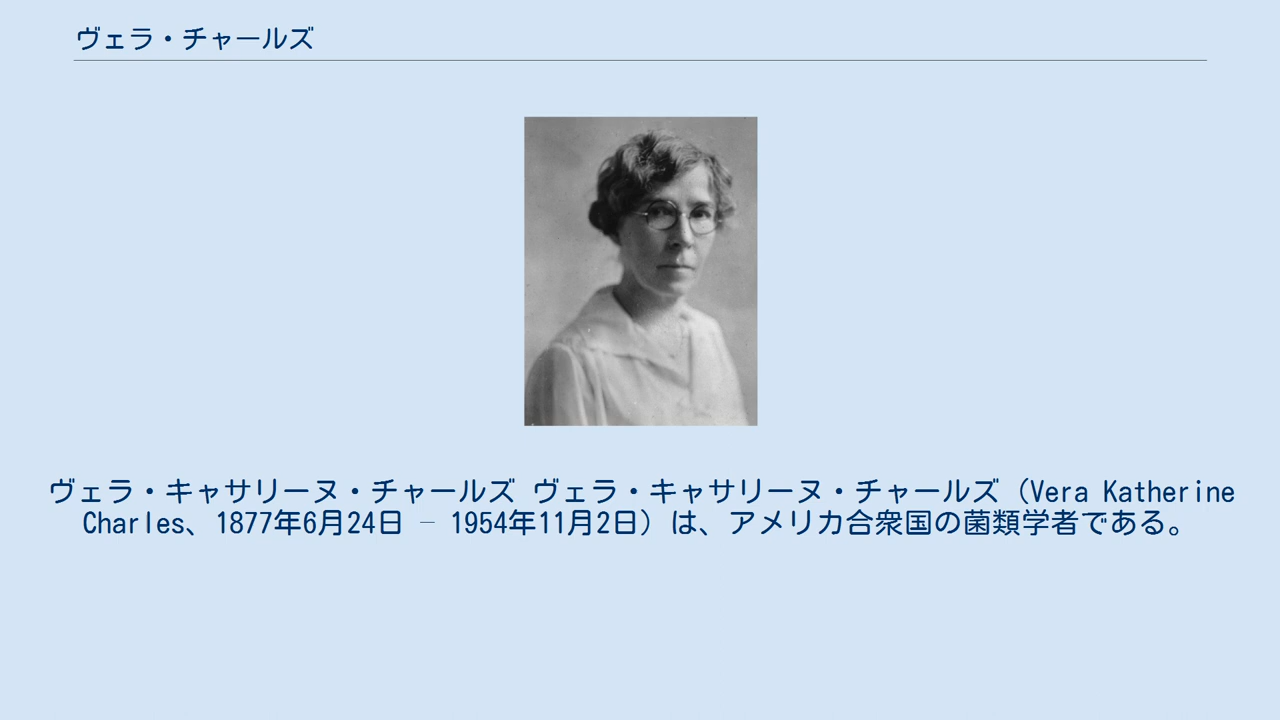 ヴェラ・チャールズ
ヴェラ・キャサリーヌ・チャールズ ヴェラ・キャサリーヌ・チャールズ（Vera Katherine
Charles、1877年6月24日 – 1954年11月2日）は、アメリカ合衆国の菌類学者である。